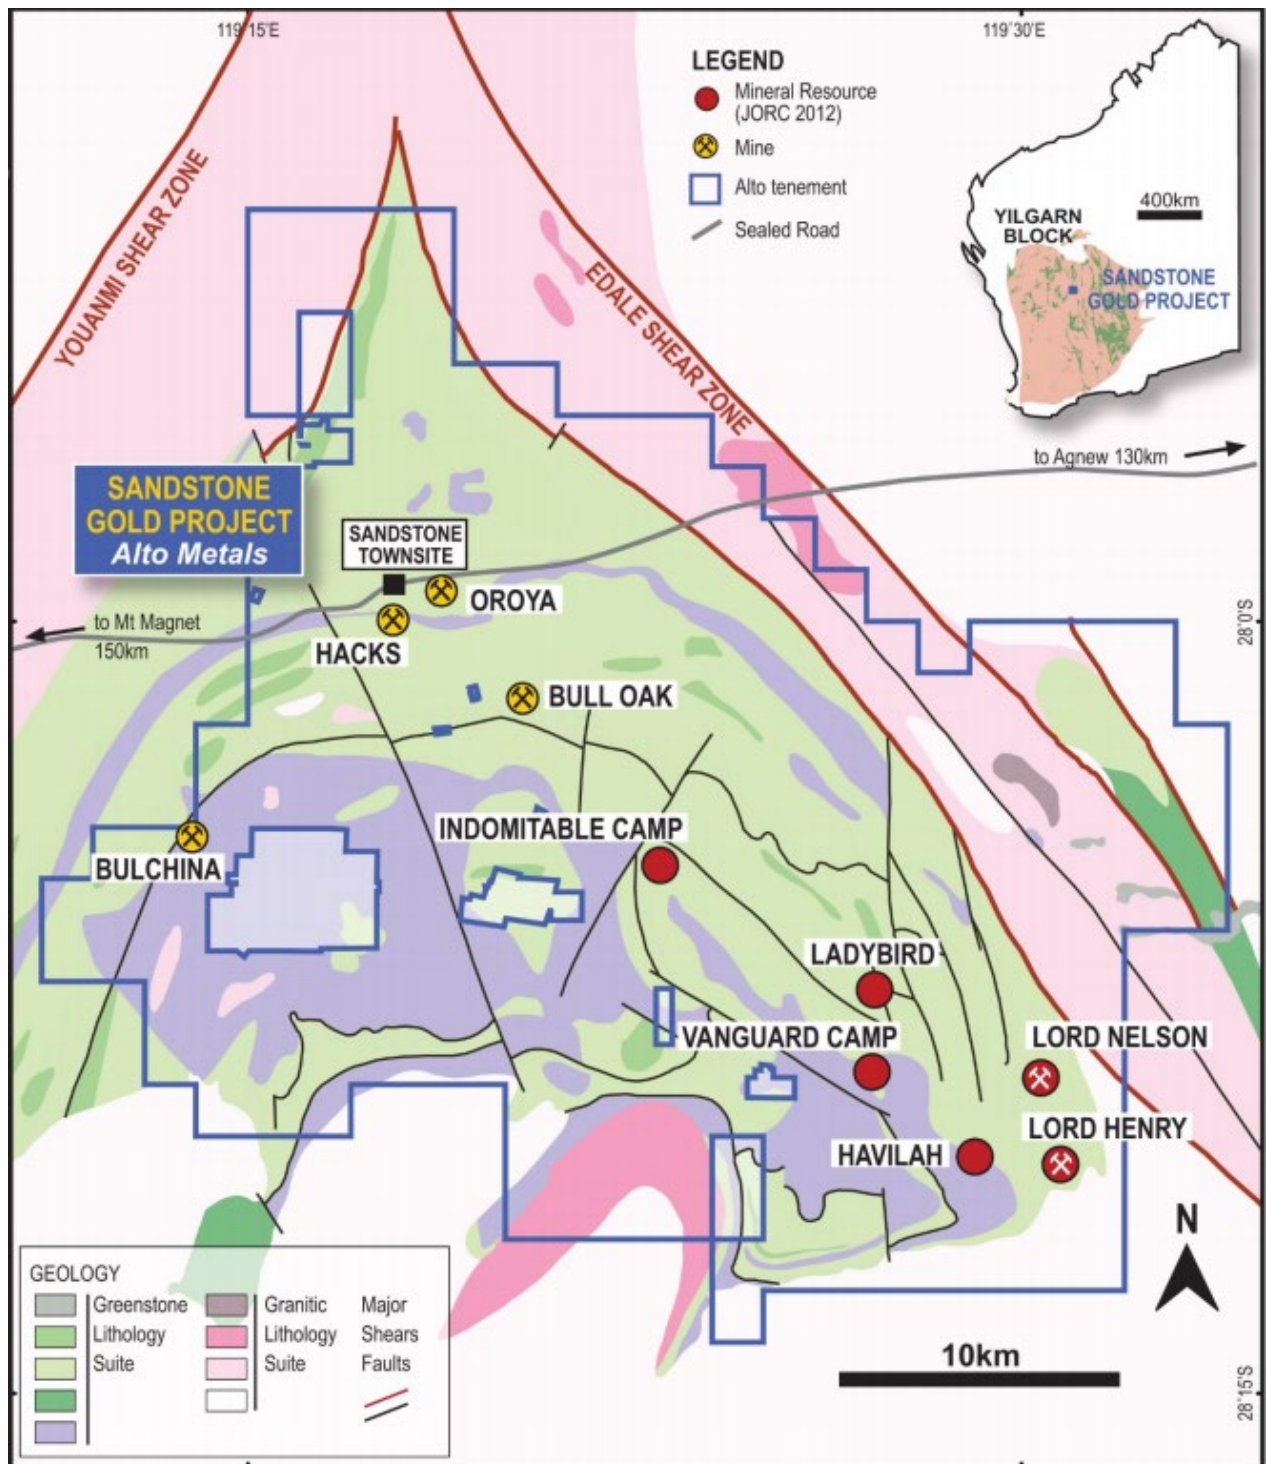 119°15'E
119°30'E
LEGEND
Mineral Resource
(JORC 2012)
Mine
Alto tenement
Sealed Road
400km
YILGARN
BLOCK
SANDSTONE
GOLD PROJECT
YOUANMI SHEAR ZONE
EDALE SHEAR ZONE
to Agnew 130km
SANDSTONE
GOLD PROJECT
Alto Metals
SANDSTONE
TOWNSITE
OROYA
to Mt Magnet
150km
HACKS
28°0'S
BULL OAK
INDOMITABLE CAMP
BULCHINA
LADYBIRD
VANGUARD CAMP
LORD NELSON
LORD HENRY
HAVILAH
N
GEOLOGY
Greenstone
Lithology
Suite
Granitic
Lithology
Suite
Major
Shears
Faults
10km
28°15'S